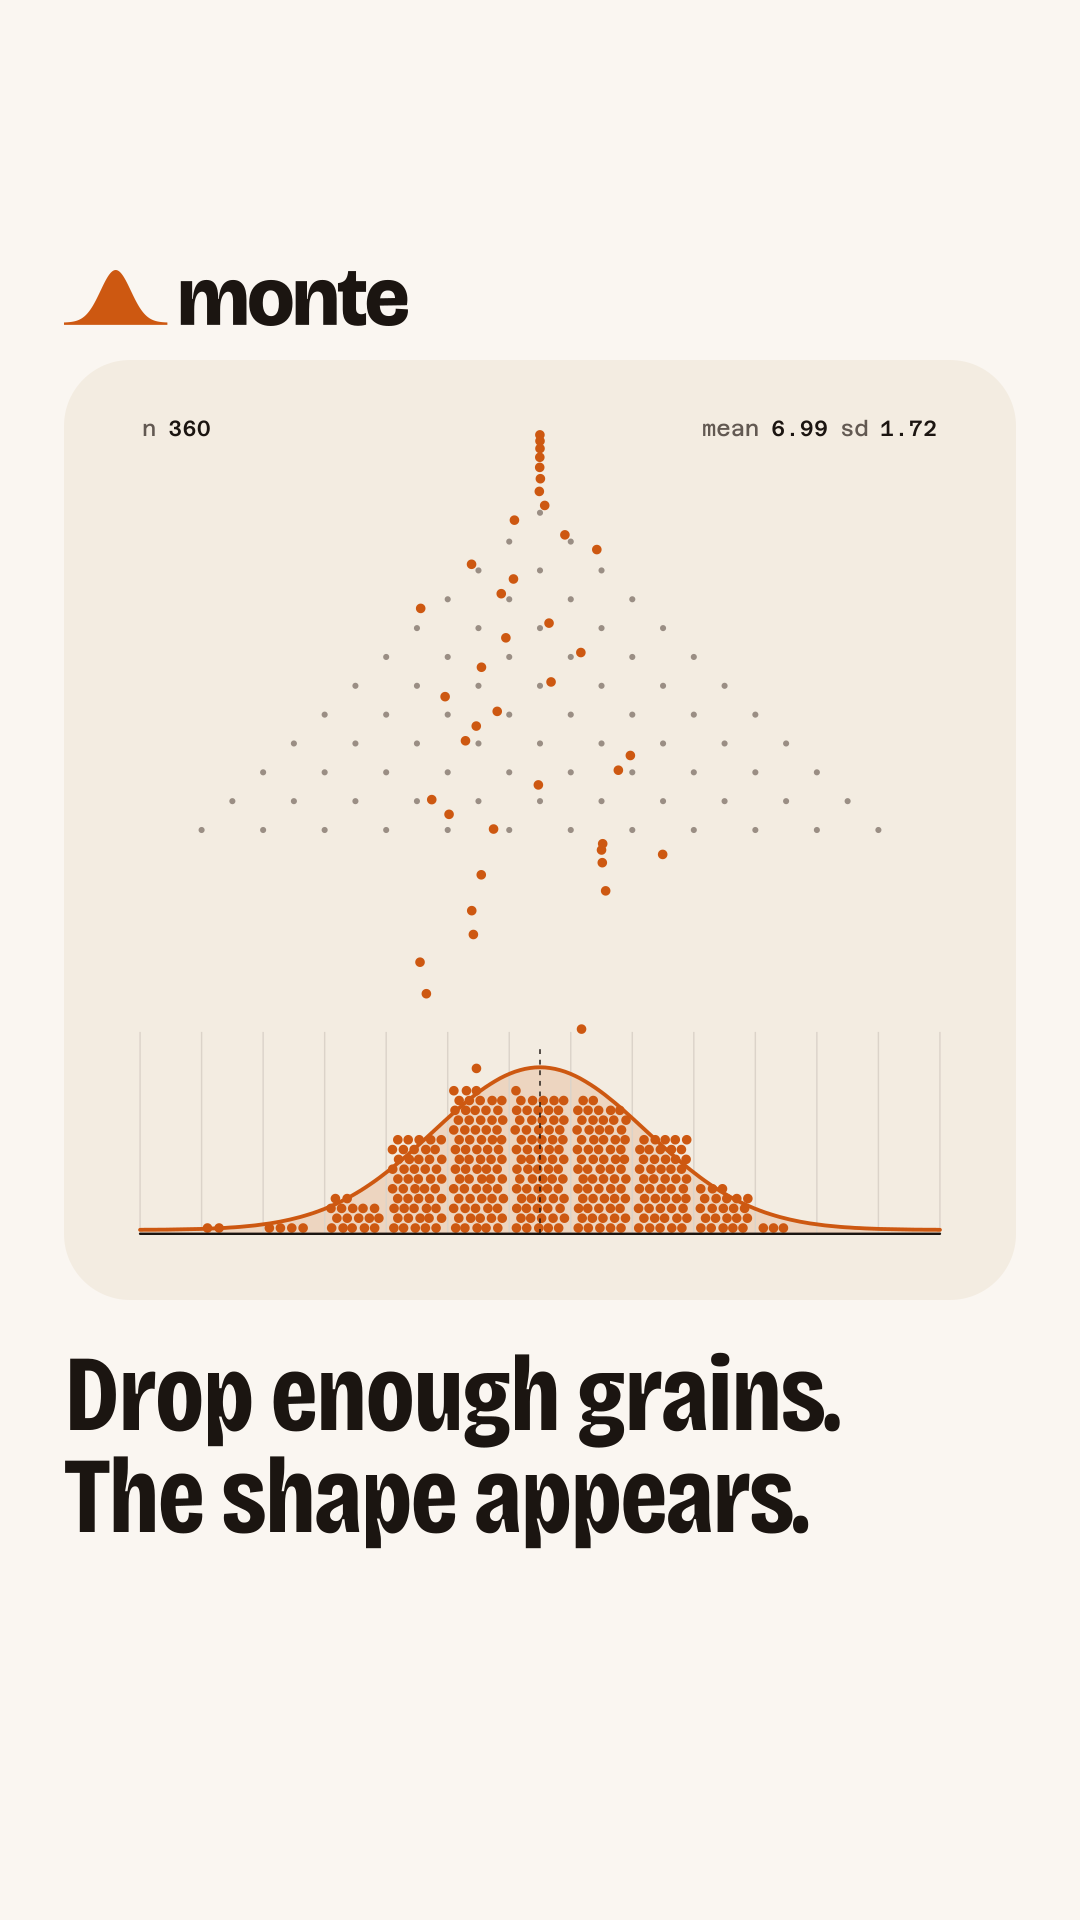 monte
n 360
mean 6.99 sd 1.72
Drop enough grains.
The shape appears.